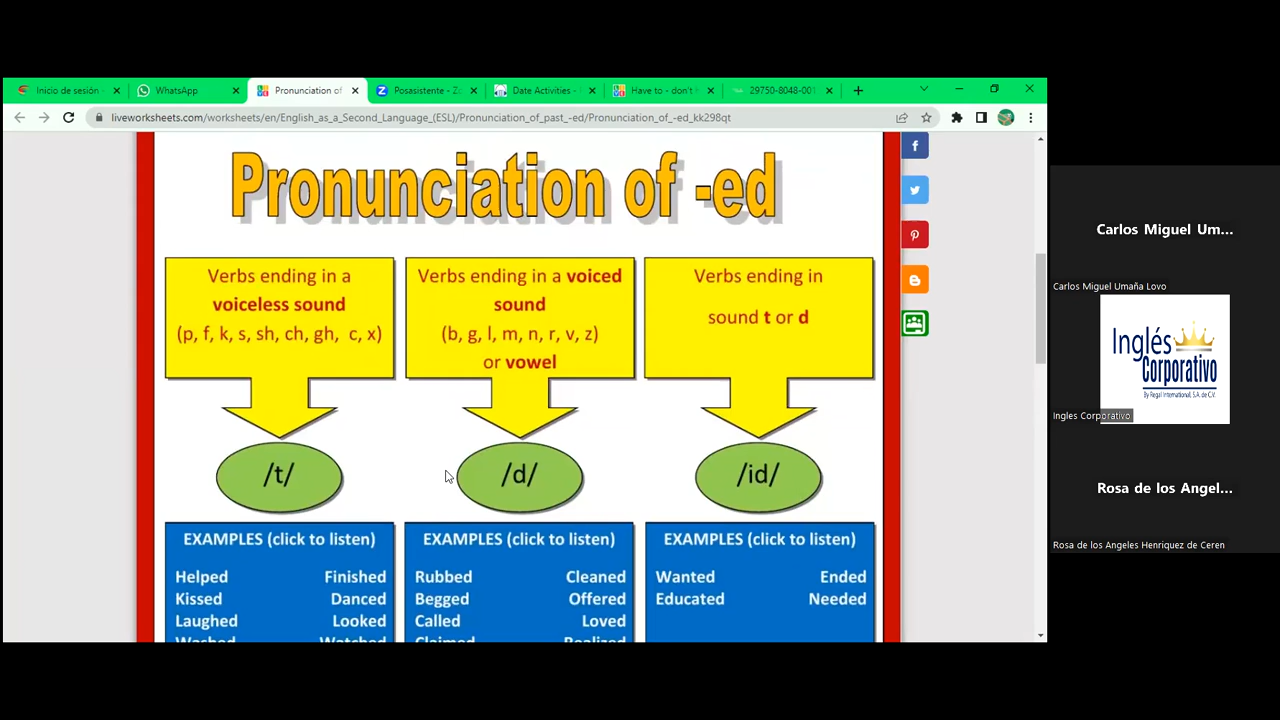 Inicio de sesión -
WhatsApp
Pronunciation of
Posasistente - Zo
Date Activities -
Have to - don't h
29750-8048-001
liveworksheets.com/worksheets/en/English_as_a_Second_Language_(ESL)/Pronunciation_of_past_-ed/Pronunciation_of_-ed_kk298qt
Pronunciation of -ed
Verbs ending in a
voiceless sound
(p, f, k, s, sh, ch, gh, c, x)
Verbs ending in a voiced
sound
(b, g, l, m, n, r, v, z)
or vowel
Verbs ending in
sound t or d
/t/
/d/
/id/
EXAMPLES (click to listen)
Helped Finished
Kissed Danced
Laughed Looked
Washed Watched
EXAMPLES (click to listen)
Rubbed Cleaned
Begged Offered
Called Loved
Claimed Realized
EXAMPLES (click to listen)
Wanted Ended
Educated Needed
Carlos Miguel Um...
Carlos Miguel Umaña Lovo
Inglés
Corporativo
By Regal International, S.A. de C.V.
Ingles Corporativo
Rosa de los Angel...
Rosa de los Angeles Henriquez de Ceren